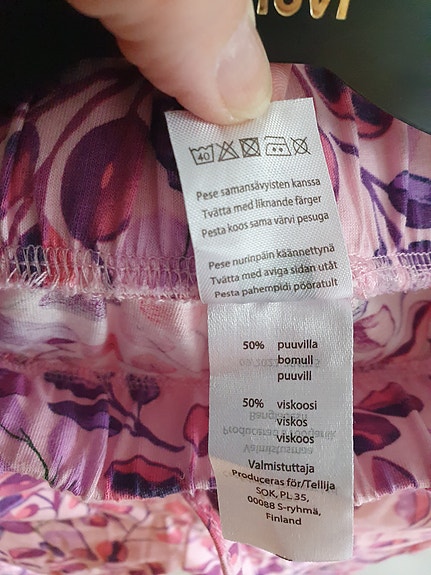 40
Pese samansävyisten kanssa
Tvätta med liknande färger
Pesta koos sama värvi pesuga
Pese nurinpäin käännettynä
Tvätta med aviga sidan utåt
Pesta pahempidi pööratult
50% puuvilla
bomull
puuvill
50% viskoosi
viskos
viskoos
Valmistuttaja
Produceras för/Tellija
SOK, PL 35,
00088 S-ryhmä,
Finland